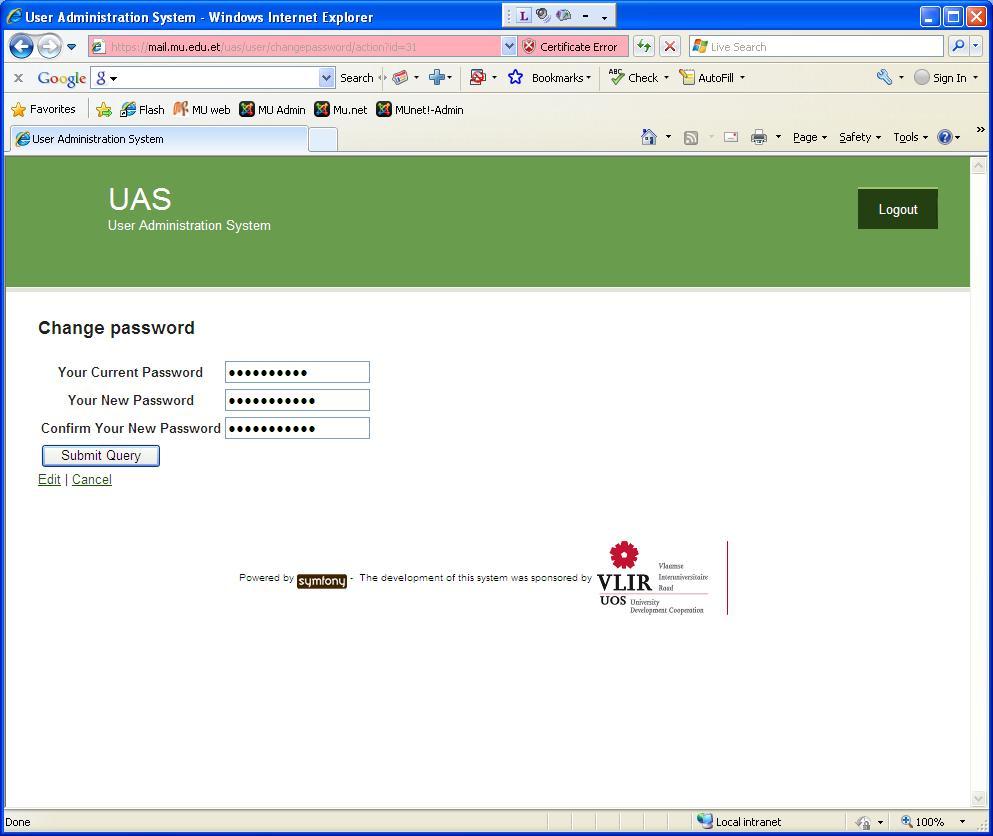 User Administration System - Windows Internet Explorer
L
https://mail.mu.edu.et/uas/user/changepassword/action?id=31
Certificate Error
Live Search
x Google
Search
Bookmarks
Check
AutoFill
Sign In
Favorites
Flash
MU web
MU Admin
Mu.net
MUnet!-Admin
User Administration System
Page
Safety
Tools
»
UAS
User Administration System
Logout
Change password
Your Current Password ●●●●●●●●●●
Your New Password ●●●●●●●●●●●
Confirm Your New Password ●●●●●●●●●●●
Submit Query
Edit | Cancel
Powered by symfony - The development of this system was sponsored by
VLIR
Vlaamse
Interuniversitaire
Raad
UOS
University
Development Cooperation
Done
Local intranet
100%